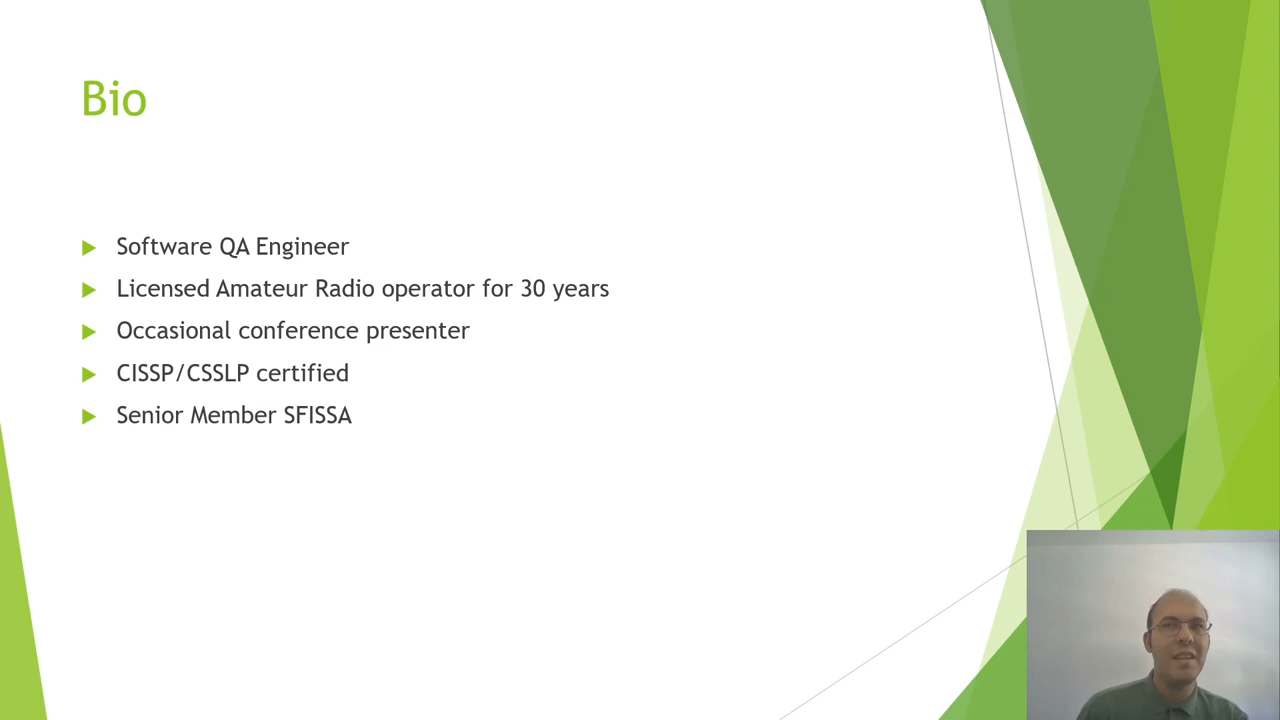 Bio
Software QA Engineer
Licensed Amateur Radio operator for 30 years
Occasional conference presenter
CISSP/CSSLP certified
Senior Member SFISSA